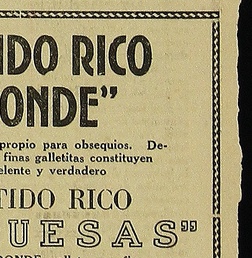 IDO RICO
ONDE”
propio para obsequios. De-
finas galletitas constituyen
elente y verdadero
TIDO RICO
UESAS”